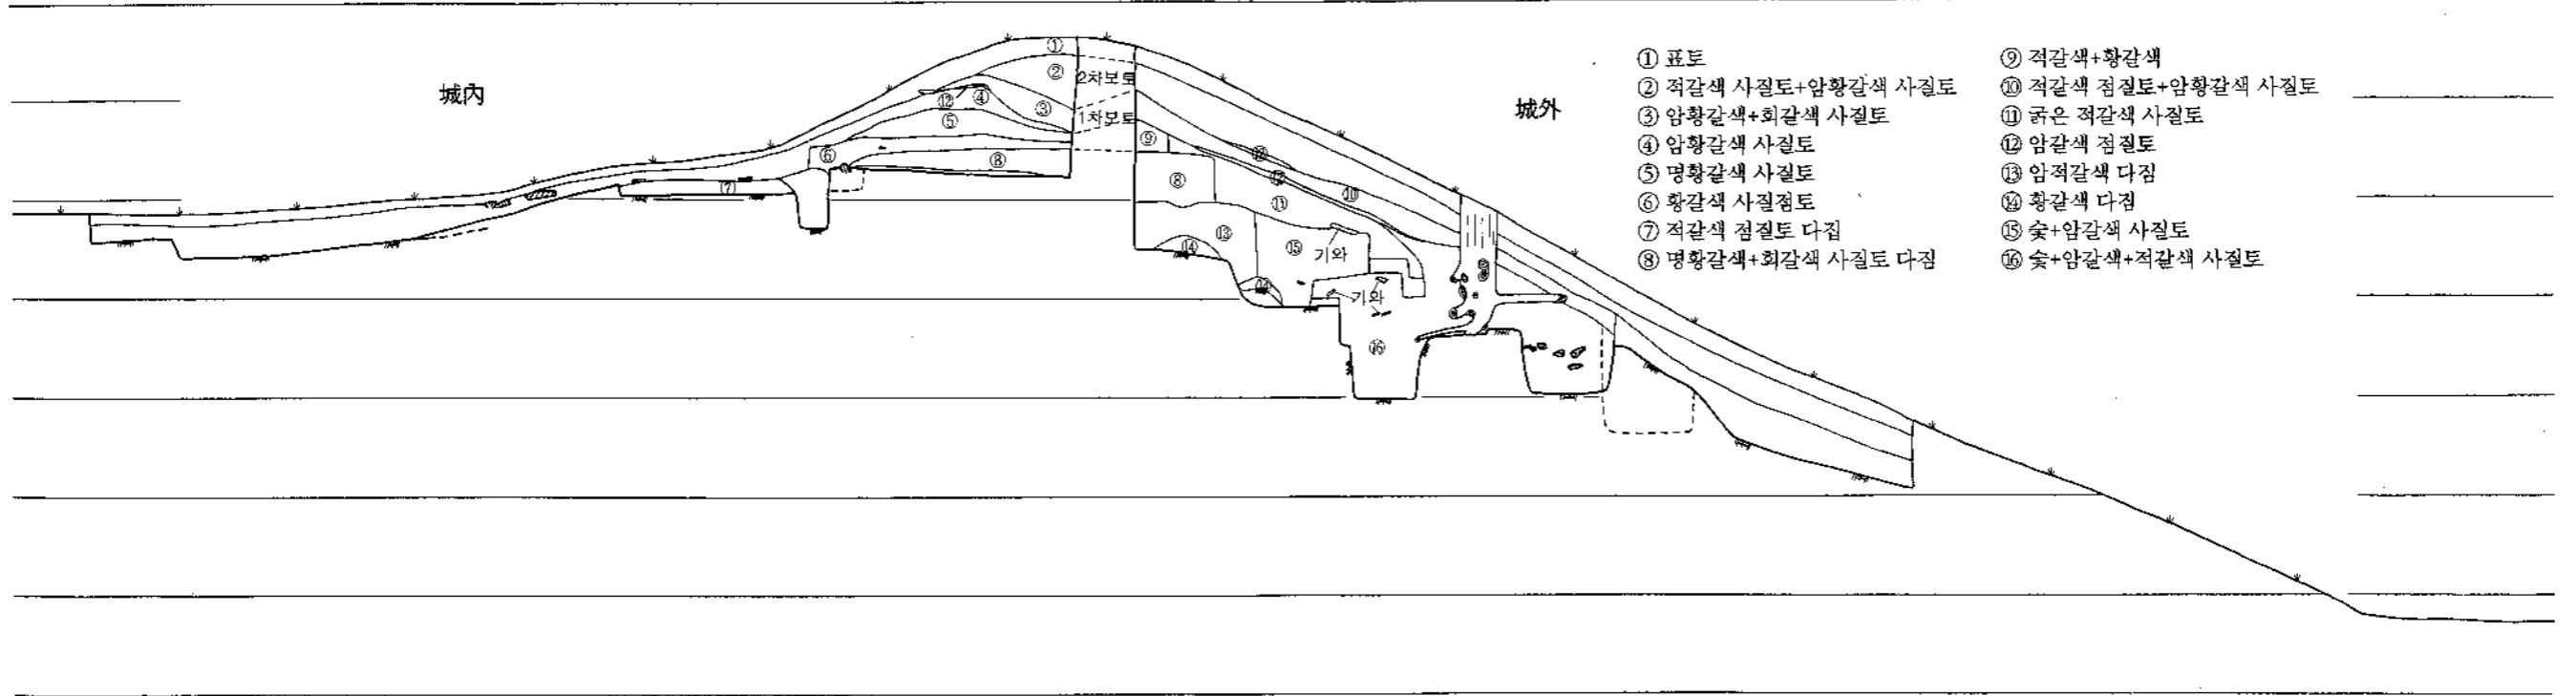 城內
①
②
2차보토
③
④
⑫
⑤
1차보토
⑥
⑧
⑦
⑨
⑧
⑫
⑫
⑩
⑪
⑬
⑭
⑮
기와
⑭
기와
⑯
城外
① 표토
② 적갈색 사질토+암황갈색 사질토
③ 암황갈색+회갈색 사질토
④ 암황갈색 사질토
⑤ 명황갈색 사질토
⑥ 황갈색 사질점토
⑦ 적갈색 점질토 다짐
⑧ 명황갈색+회갈색 사질토 다짐
⑨ 적갈색+황갈색
⑩ 적갈색 점질토+암황갈색 사질토
⑪ 굵은 적갈색 사질토
⑫ 암갈색 점질토
⑬ 암적갈색 다짐
⑭ 황갈색 다짐
⑮ 숯+암갈색 사질토
⑯ 숯+암갈색+적갈색 사질토